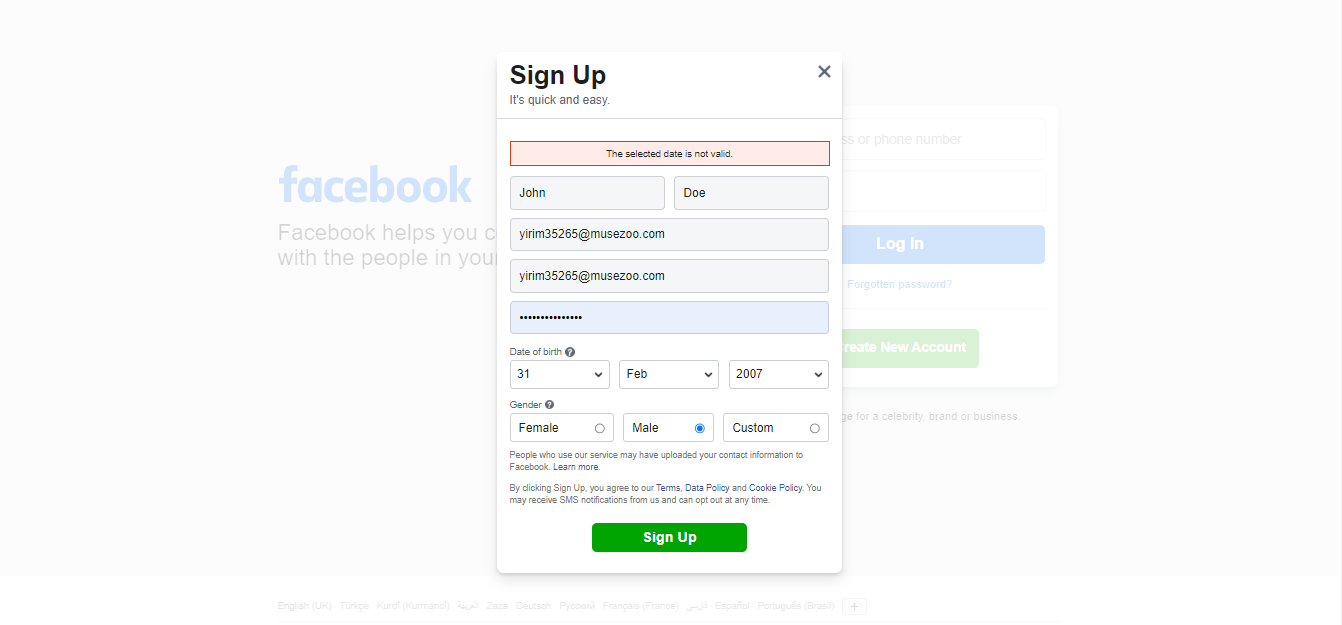 Sign Up
It's quick and easy.
The selected date is not valid.
John Doe
yirim35265@musezoo.com
yirim35265@musezoo.com
•••••••••••••••
Date of birth
31 Feb 2007
Gender
Female Male Custom
People who use our service may have uploaded your contact information to
Facebook. Learn more.
By clicking Sign Up, you agree to our Terms, Data Policy and Cookie Policy. You
may receive SMS notifications from us and can opt out at any time.
Sign Up
facebook
Facebook helps you
with the people in your
or phone number
Log In
Forgotten password?
Create New Account
for a celebrity, brand or business.
English (UK) Türkçe Kurdî (Kurmancî) العربية Zaza Deutsch Русский Français (France) فارسی Español Português (Brasil) +